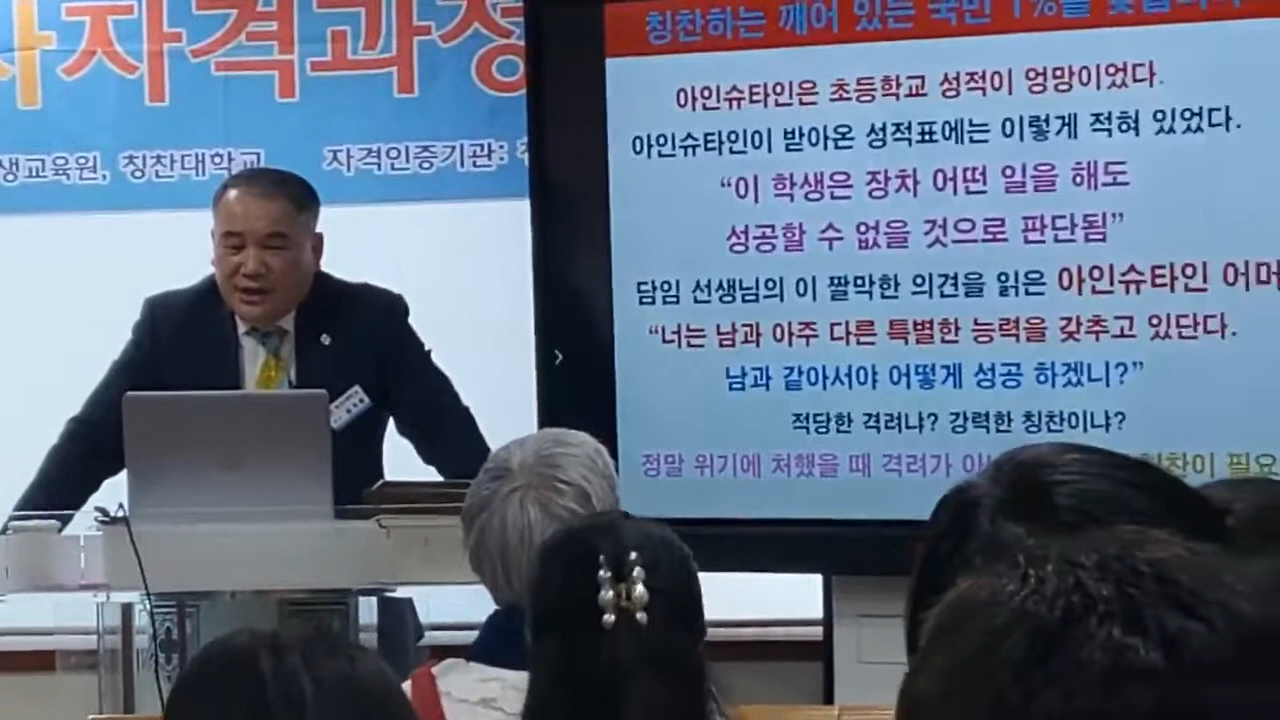 자격과정
생교육원, 칭찬대학교 자격인증기관:
칭찬하는 깨어 있는 국민 1%를
아인슈타인은 초등학교 성적이 엉망이었다.
아인슈타인이 받아온 성적표에는 이렇게 적혀 있었다.
“이 학생은 장차 어떤 일을 해도
성공할 수 없을 것으로 판단됨”
담임 선생님의 이 짤막한 의견을 읽은 아인슈타인 어머
“너는 남과 아주 다른 특별한 능력을 갖추고 있단다.
남과 같아서야 어떻게 성공 하겠니?”
적당한 격려냐? 강력한 칭찬이냐?
정말 위기에 처했을 때 격려가 칭찬이 필요